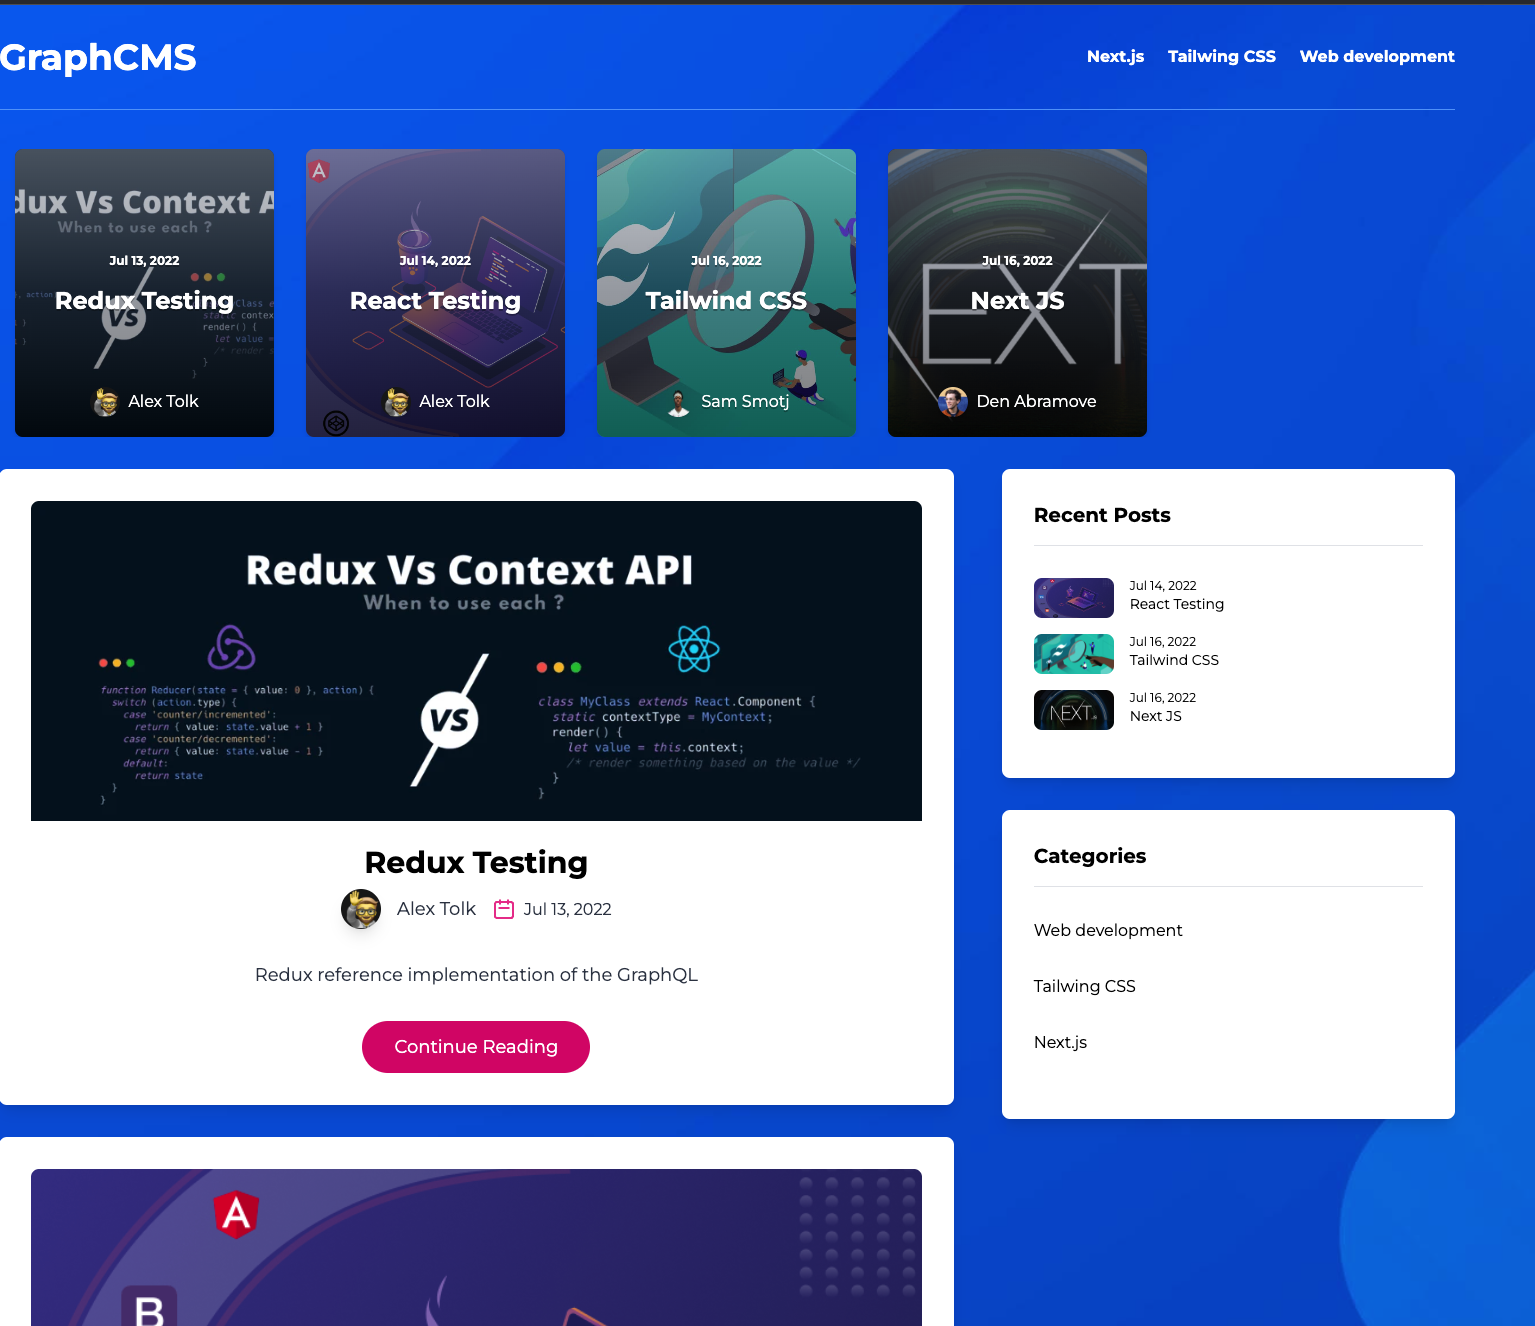 GraphCMS
Next.js Tailwing CSS Web development
dux Vs Context A
When to use each ?
Jul 13, 2022
Redux Testing
VS
render() {
let value =
Alex Tolk
A
Jul 14, 2022
React Testing
Alex Tolk
Jul 16, 2022
Tailwind CSS
Sam Smotj
Jul 16, 2022
NEXT
Next JS
Den Abramove
Redux Vs Context API
When to use each ?
function Reducer(state = { value: 0 }, action) {
switch (action.type) {
case 'counter/incremented':
return { value: state.value + 1 }
case 'counter/decremented':
return { value: state.value - 1 }
default:
return state
}
}
VS
class MyClass extends React.Component {
static contextType = MyContext;
render() {
let value = this.context;
/* render something based on the value */
}
}
Redux Testing
Alex Tolk Jul 13, 2022
Redux reference implementation of the GraphQL
Continue Reading
Recent Posts
Jul 14, 2022
React Testing
Jul 16, 2022
Tailwind CSS
NEXT
Jul 16, 2022
Next JS
Categories
Web development
Tailwing CSS
Next.js
A
B